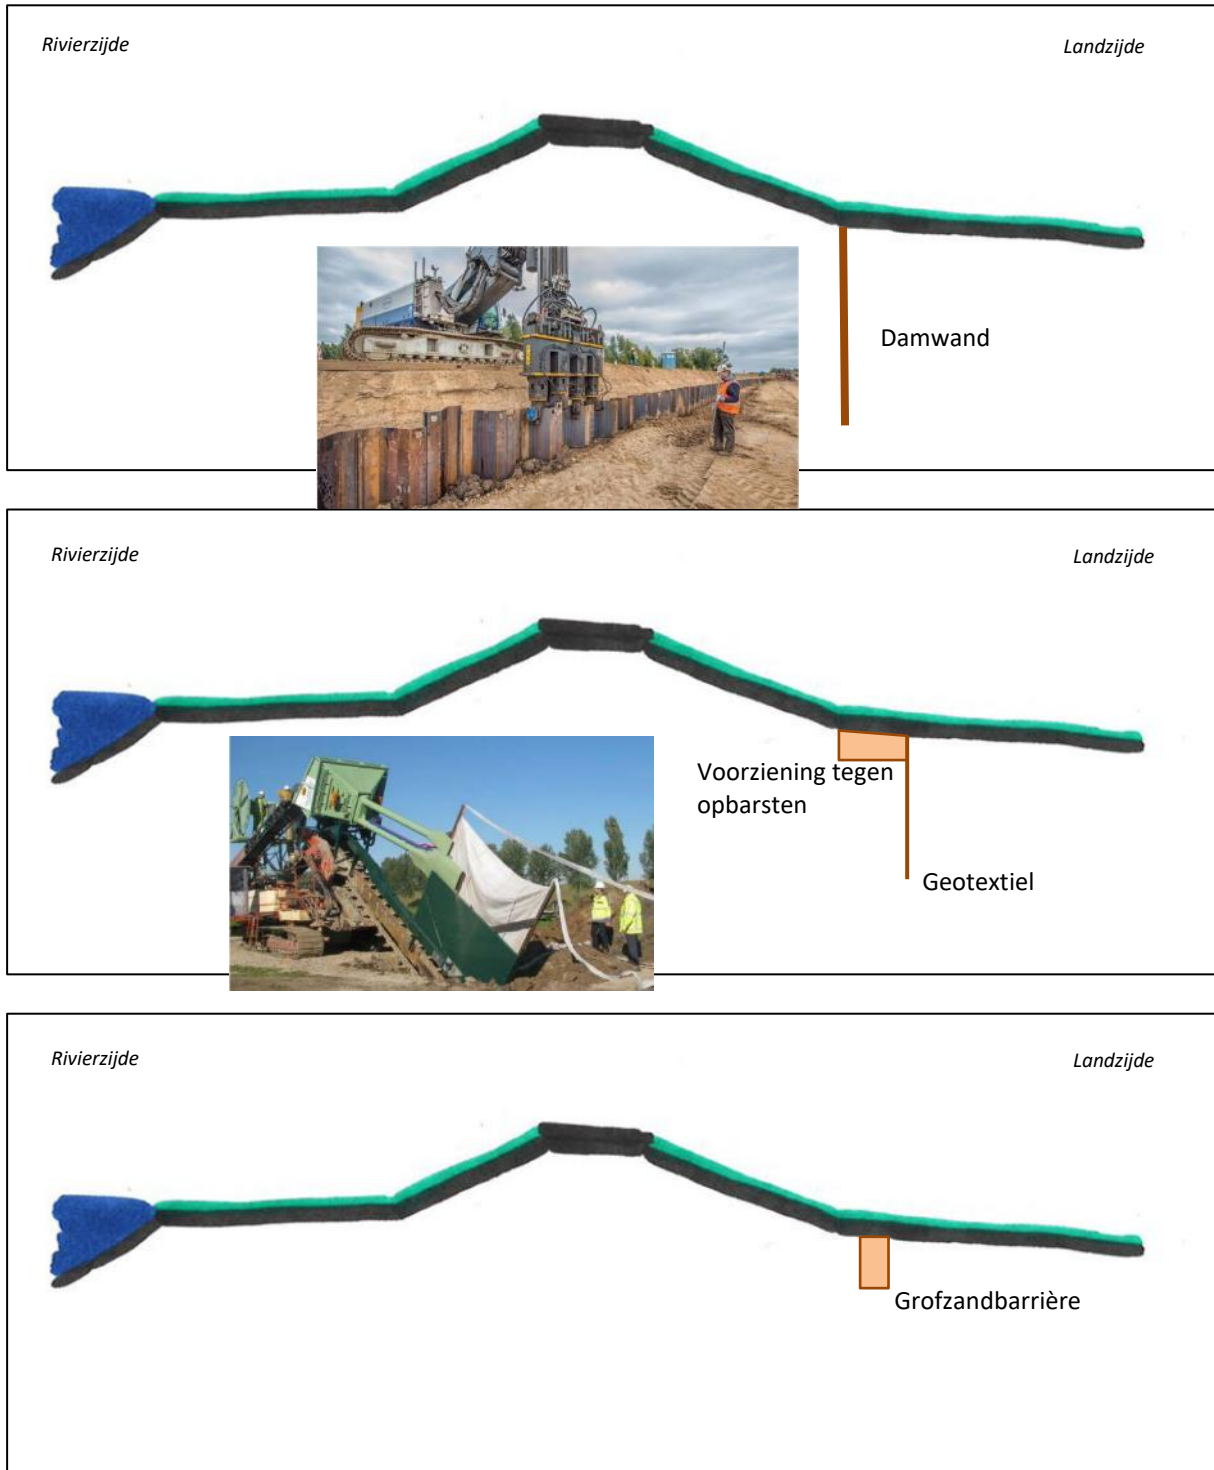 Rivierzijde
Landzijde
Damwand
Rivierzijde
Landzijde
Voorziening tegen
opbarsten
Geotextiel
Rivierzijde
Landzijde
Grofzandbarrière